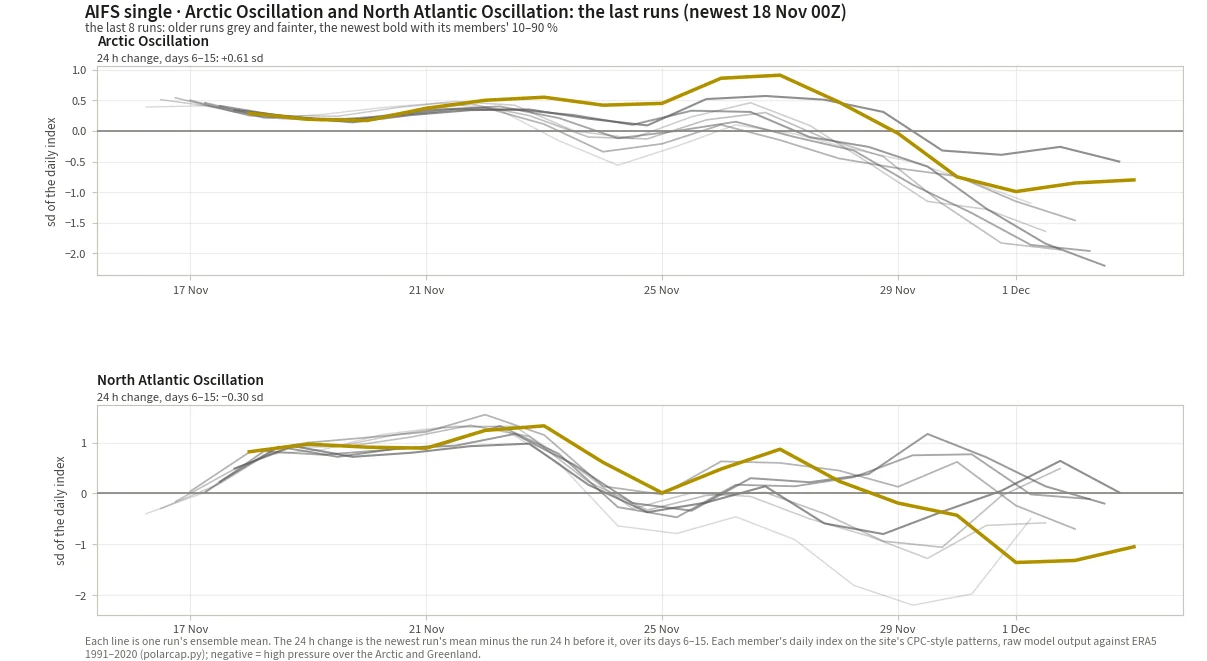 AIFS single · Arctic Oscillation and North Atlantic Oscillation: the last runs (newest 18 Nov 00Z)
the last 8 runs: older runs grey and fainter, the newest bold with its members' 10–90 %
Arctic Oscillation
24 h change, days 6–15: +0.61 sd
1.0
0.5
0.0
−0.5
−1.0
−1.5
−2.0
sd of the daily index
17 Nov
21 Nov
25 Nov
29 Nov
1 Dec
North Atlantic Oscillation
24 h change, days 6–15: −0.30 sd
1
0
−1
−2
sd of the daily index
17 Nov
21 Nov
25 Nov
29 Nov
1 Dec
Each line is one run's ensemble mean. The 24 h change is the newest run's mean minus the run 24 h before it, over its days 6–15. Each member's daily index on the site's CPC-style patterns, raw model output against ERA5
1991–2020 (polarcap.py); negative = high pressure over the Arctic and Greenland.